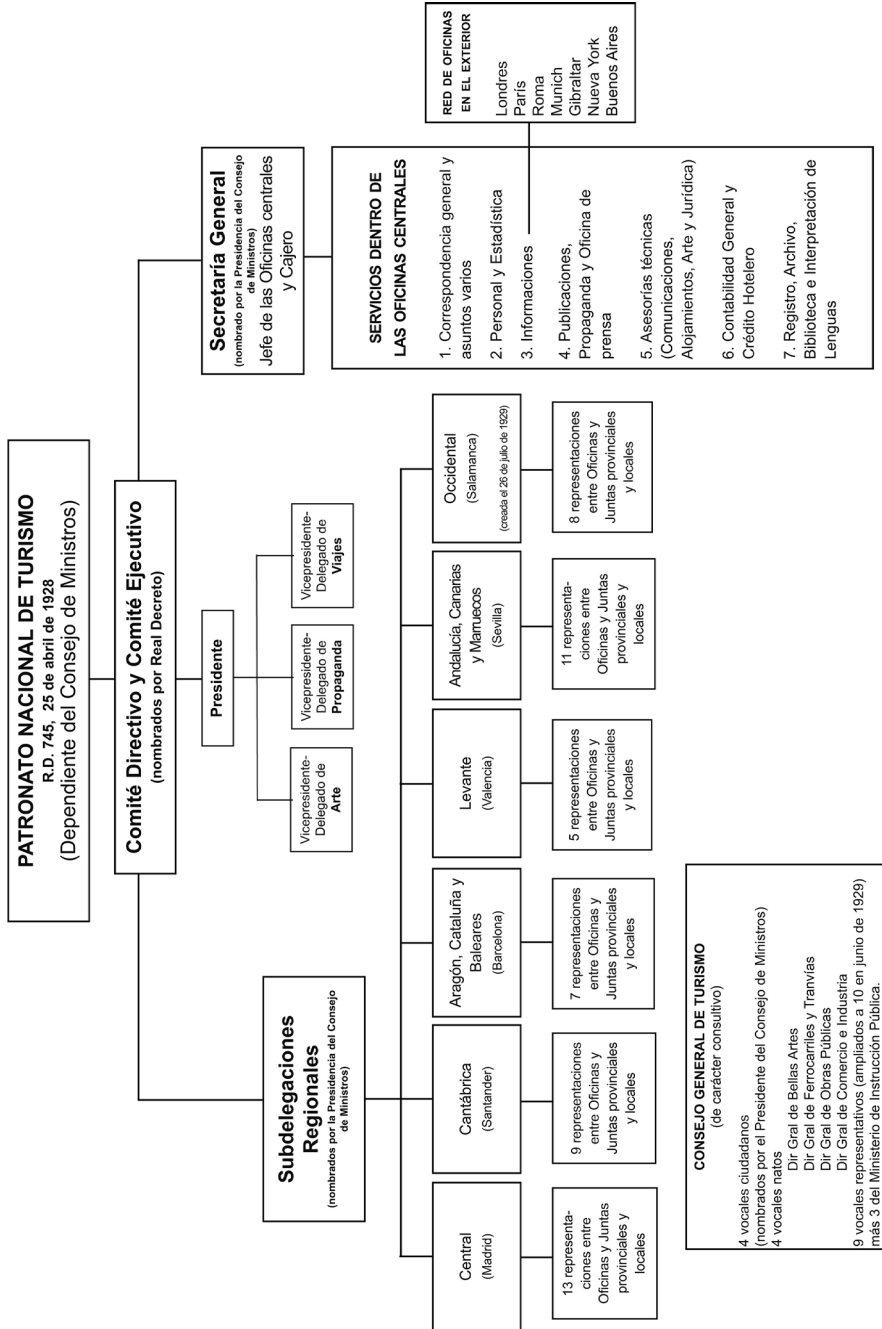 PATRONATO NACIONAL DE TURISMO
R.D. 745, 25 de abril de 1928
(Dependiente del Consejo de Ministros)
Comité Directivo y Comité Ejecutivo
(nombrados por Real Decreto)
Presidente
Vicepresidente-
Delegado de
Arte
Vicepresidente-
Delegado de
Propaganda
Vicepresidente-
Delegado de
Viajes
Subdelegaciones
Regionales
(nombrados por la Presidencia del Consejo
de Ministros)
Secretaría General
(nombrado por la Presidencia del Consejo
de Ministros)
Jefe de las Oficinas centrales
y Cajero
SERVICIOS DENTRO DE
LAS OFICINAS CENTRALES
1. Correspondencia general y
asuntos varios
2. Personal y Estadística
3. Informaciones
4. Publicaciones,
Propaganda y Oficina de
prensa
5. Asesorías técnicas
(Comunicaciones,
Alojamientos, Arte y Jurídica)
6. Contabilidad General y
Crédito Hotelero
7. Registro, Archivo,
Biblioteca e Interpretación de
Lenguas
RED DE OFICINAS
EN EL EXTERIOR
Londres
París
Roma
Munich
Gibraltar
Nueva York
Buenos Aires
Central
(Madrid)
Cantábrica
(Santander)
Aragón, Cataluña y
Baleares
(Barcelona)
Levante
(Valencia)
Andalucía, Canarias
y Marruecos
(Sevilla)
Occidental
(Salamanca)
(creada el 26 de julio de 1929)
13 representa-
ciones entre
Oficinas y Juntas
provinciales y
locales
9 representaciones
entre Oficinas y
Juntas provinciales
y locales
7 representaciones
entre Oficinas y
Juntas provinciales
y locales
5 representaciones
entre Oficinas y
Juntas provinciales
y locales
11 representa-
ciones entre
Oficinas y Juntas
provinciales y
locales
8 representaciones
entre Oficinas y
Juntas provinciales
y locales
CONSEJO GENERAL DE TURISMO
(de carácter consultivo)
4 vocales ciudadanos
(nombrados por el Presidente del Consejo de Ministros)
4 vocales natos
Dir Gral de Bellas Artes
Dir Gral de Ferrocarriles y Tranvías
Dir Gral de Obras Públicas
Dir Gral de Comercio e Industria
9 vocales representativos (ampliados a 10 en junio de 1929)
más 3 del Ministerio de Instrucción Pública.